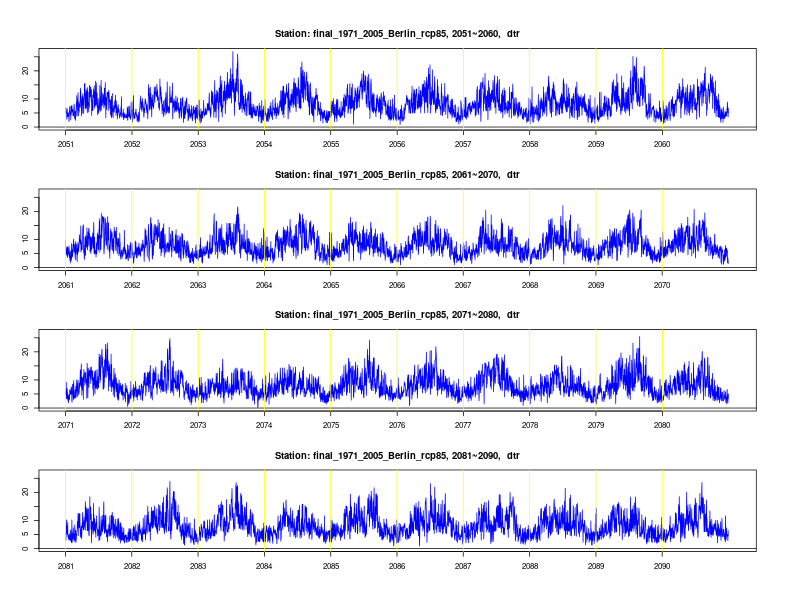 Station: final_1971_2005_Berlin_rcp85, 2051~2060, dtr
20
10
5
0
2051 2052 2053 2054 2055 2056 2057 2058 2059 2060
Station: final_1971_2005_Berlin_rcp85, 2061~2070, dtr
20
10
5
0
2061 2062 2063 2064 2065 2066 2067 2068 2069 2070
Station: final_1971_2005_Berlin_rcp85, 2071~2080, dtr
20
10
5
0
2071 2072 2073 2074 2075 2076 2077 2078 2079 2080
Station: final_1971_2005_Berlin_rcp85, 2081~2090, dtr
20
10
5
0
2081 2082 2083 2084 2085 2086 2087 2088 2089 2090